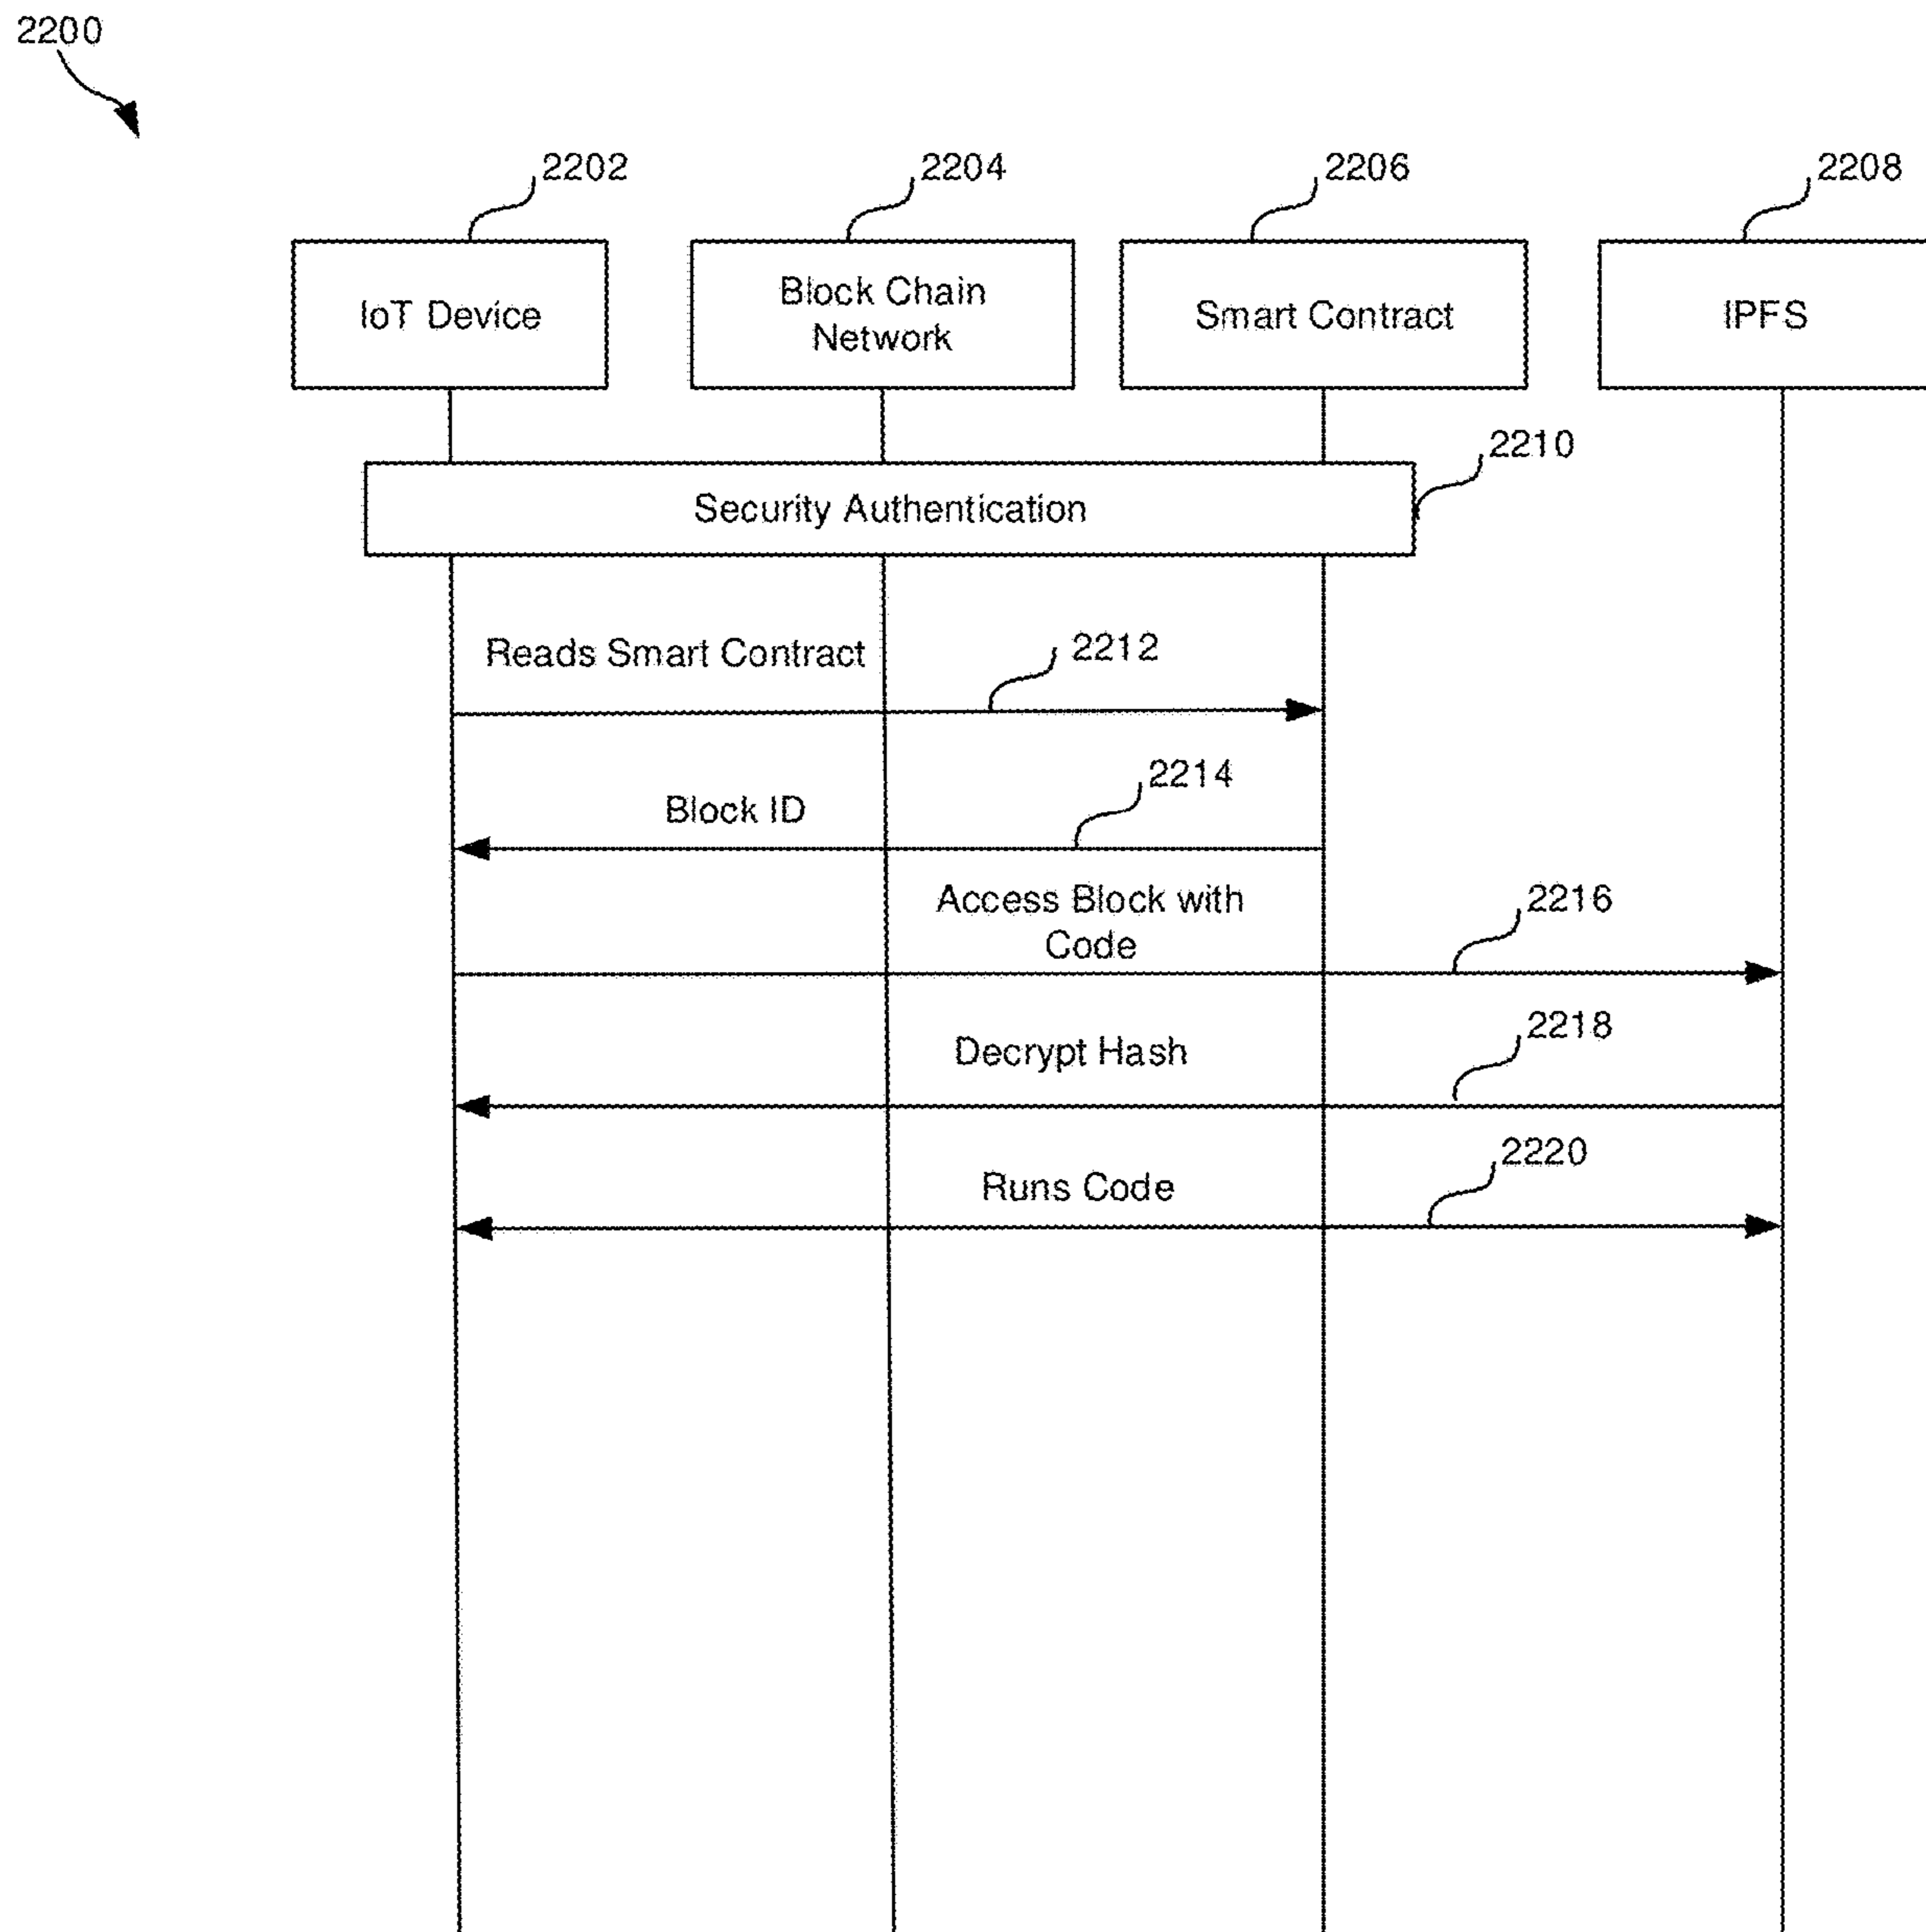 2200
2202
2204
2206
2208
IoT Device
Block Chain
Network
Smart Contract
IPFS
2210
Security Authentication
Reads Smart Contract
2212
2214
Block ID
Access Block with
Code
2216
2218
Decrypt Hash
2220
Runs Code